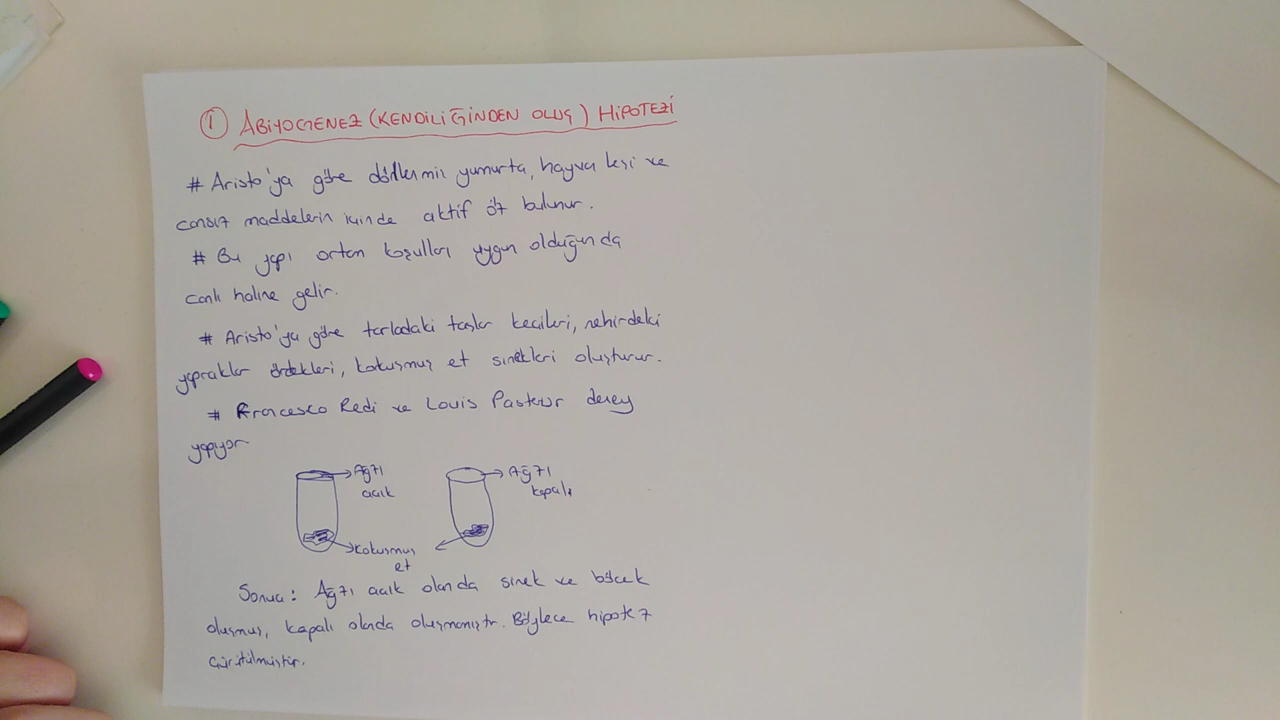 ① ABİYOGENEZ (KENDİLİĞİNDEN OLUŞ) HİPOTEZİ
# Aristo'ya göre döllenmiş yumurta, hayva leşi ve
cansız maddelerin içinde aktif öz bulunur.
# Bu yapı ortam koşulları uygun olduğunda
canlı haline gelir.
# Aristo'ya göre tarladaki taşlar keçileri, nehirdeki
yapraklar ördekleri, kokuşmuş et sinekleri oluşturur.
# Francesco Redi ve Louis Pasteur deney
yapıyor
Ağzı açık
Ağzı kapalı
kokuşmuş et
Sonuç: Ağzı açık olanda sinek ve böcek
oluşmuş, kapalı olanda oluşmamıştır. Böylece hipotez
çürütülmüştür.